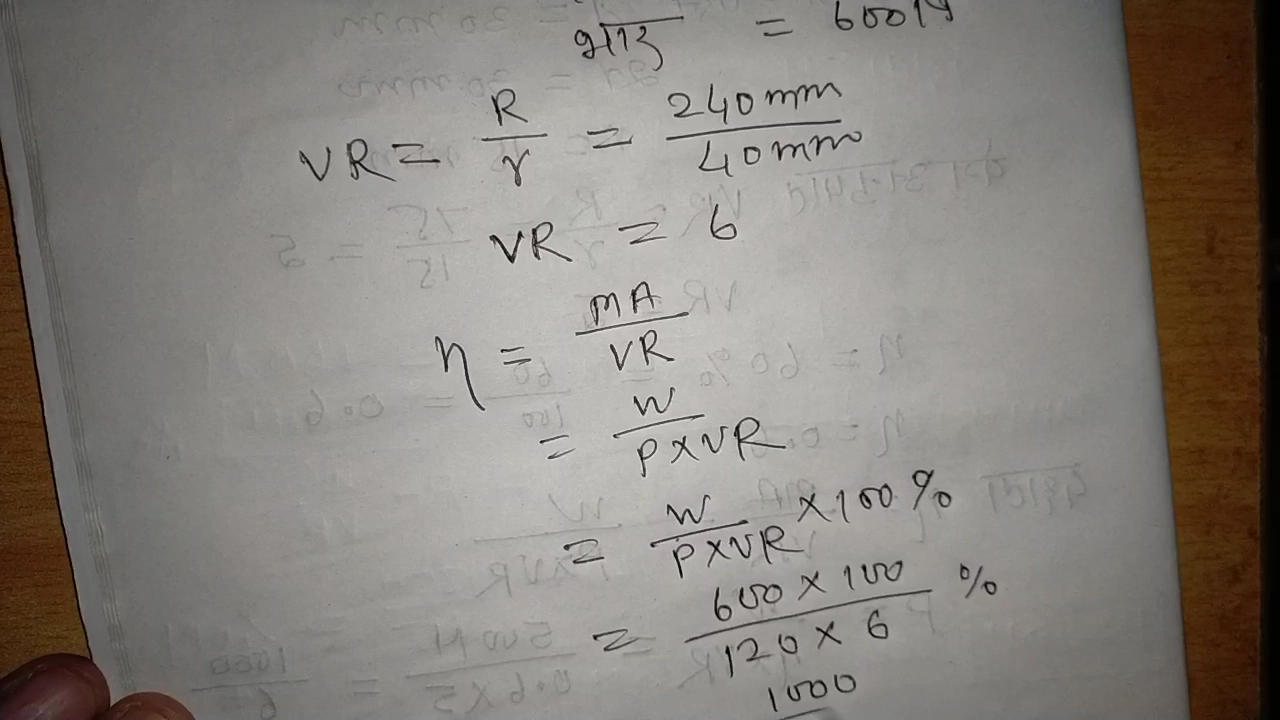 भार = 600N
VR = R/r = 240mm/40mm
VR = 6
η = MA/VR
= W/P×VR
= W/P×VR ×100%
= 600×100/120×6 %
1000